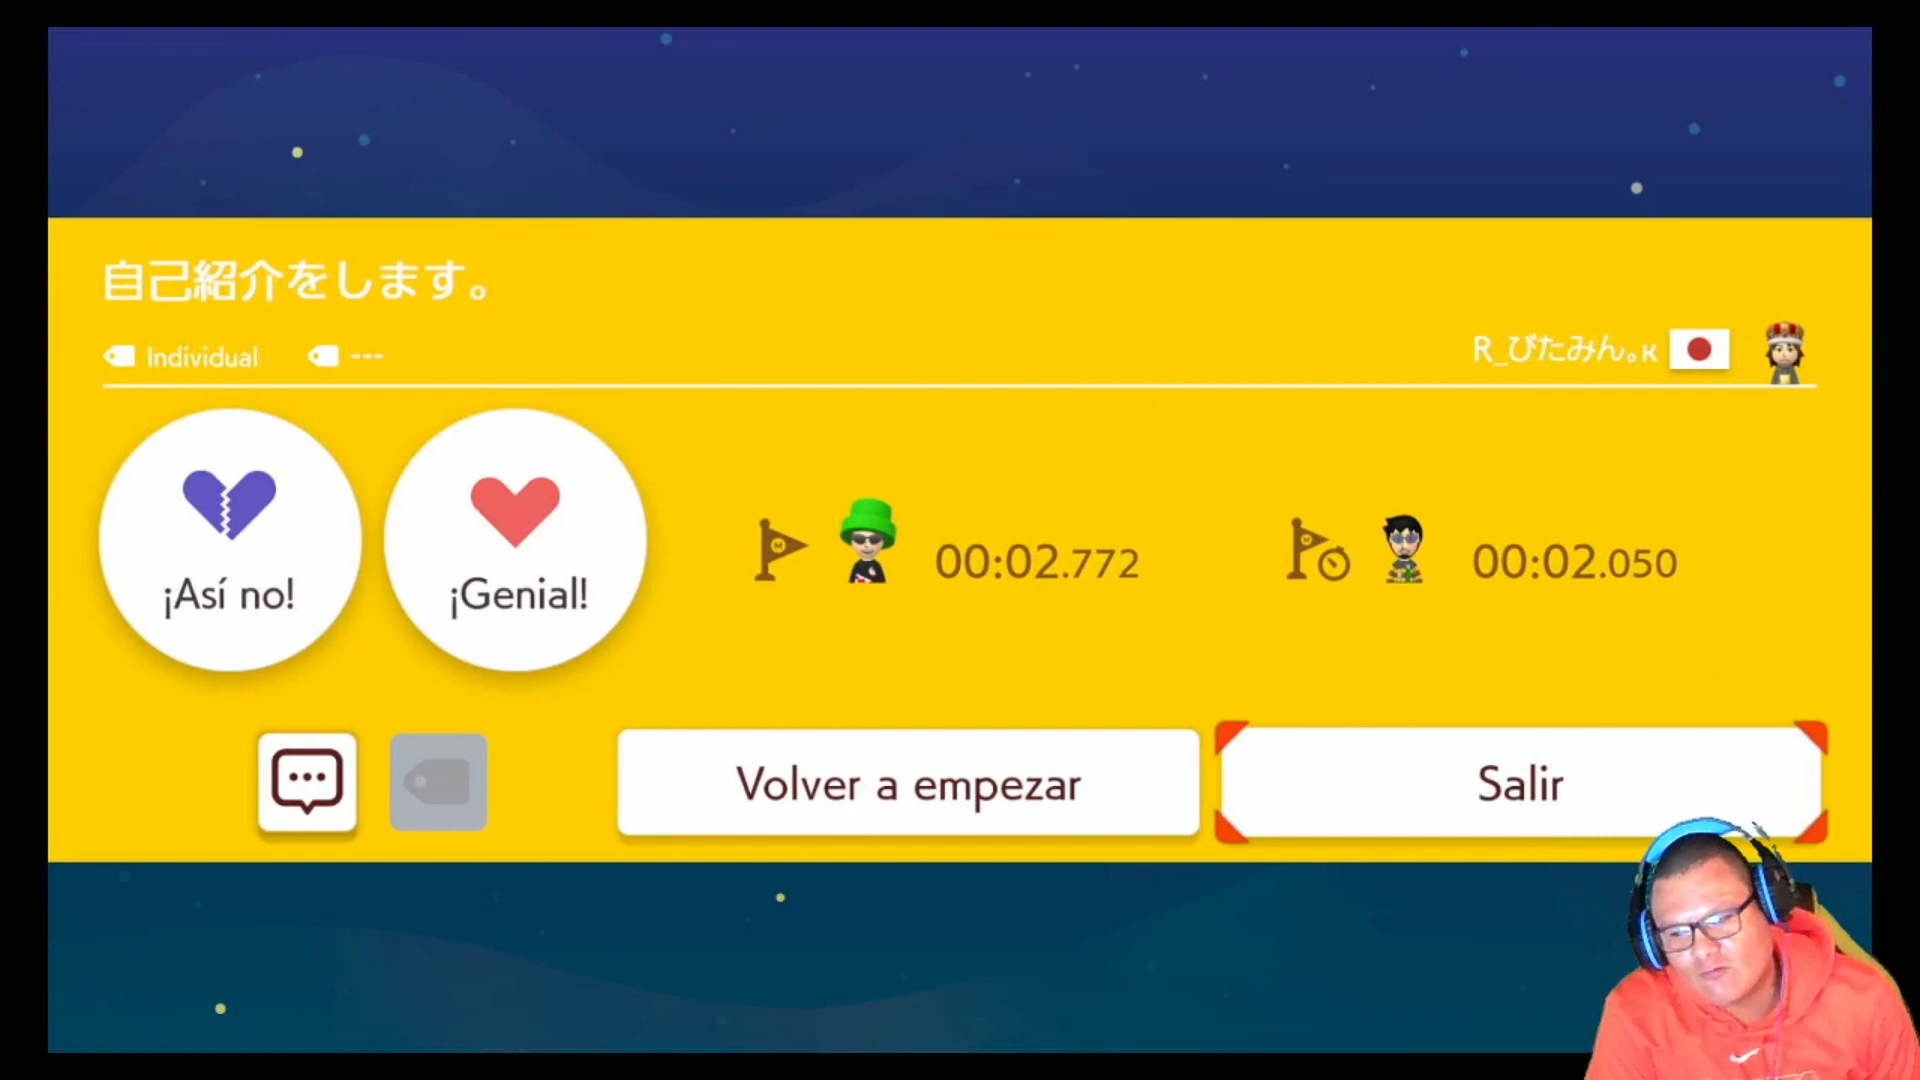 自己紹介をします。
Individual ---
R_びたみん。κ
¡Así no!
¡Genial!
M
00:02.772
M
00:02.050
Volver a empezar
Salir